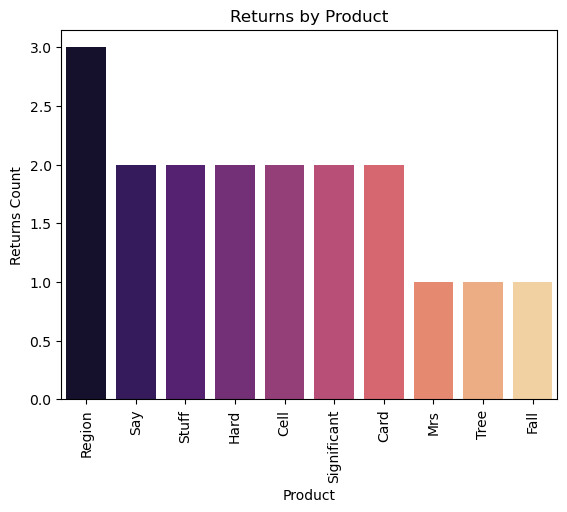 Returns by Product
Returns Count
3.0
2.5
2.0
1.5
1.0
0.5
0.0
Region
Say
Stuff
Hard
Cell
Significant
Card
Mrs
Tree
Fall
Product